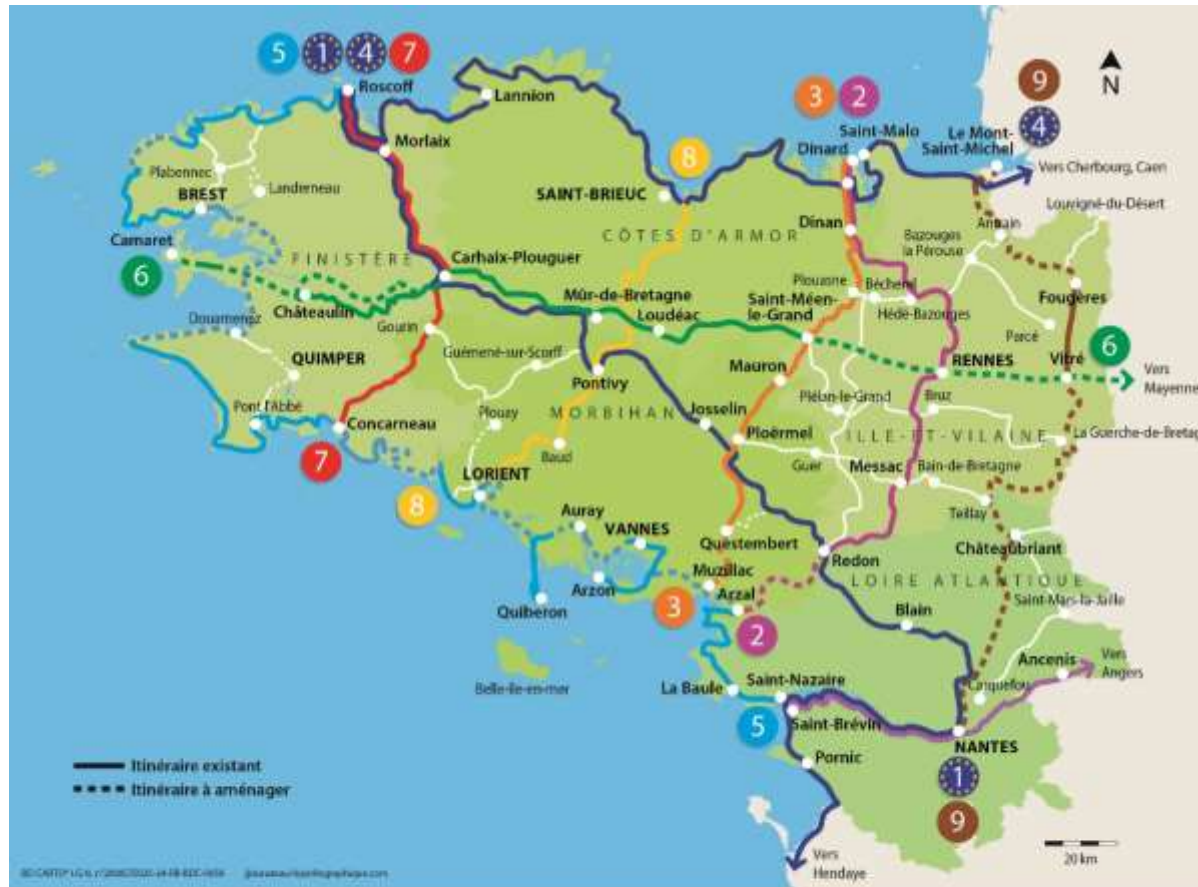 5 1 4 7
Roscoff
Lannion
Morlaix
3 2
Saint-Malo
Dinard
9
4
N
Le Mont-
Saint-Michel
Vers Cherbourg, Caen
8
SAINT-BRIEUC
Plabennec
Landerneau
BREST
Camaret
6
FINISTÈRE
Châteaulin
Carhaix-Plouguer
CÔTES D'ARMOR
Dinan
Bazouges
la Pérouse
Antrain
Louvigné-du-Désert
Plouasne
Bécherel
Hédé-Bazouges
Fougères
Parcé
Mûr-de-Bretagne
Loudéac
Saint-Méen-
le-Grand
Douarnenez
Gourin
Guémené-sur-Scorff
QUIMPER
Pont l'Abbé
Concarneau
7
Pontivy
Mauron
RENNES
Vitré
6
Vers
Mayenne
Plélan-le-Grand
Bruz
Plouay
MORBIHAN
Josselin
Ploërmel
ILLE-ET-VILAINE
La Guerche-de-Bretag
Baud
Guer
Messac
Bain-de-Bretagne
Teillay
8
LORIENT
Auray
VANNES
Questembert
Redon
Châteaubriant
LOIRE ATLANTIQUE
Saint-Mars-la-Jaille
Muzillac
Arzal
Arzon
Quiberon
3
2
Blain
Belle-île-en-mer
La Baule
Saint-Nazaire
5
Saint-Brévin
Ancenis
Vers
Angers
Carquefou
NANTES
1
9
Pornic
Vers
Hendaye
Itinéraire existant
Itinéraire à aménager
20 km